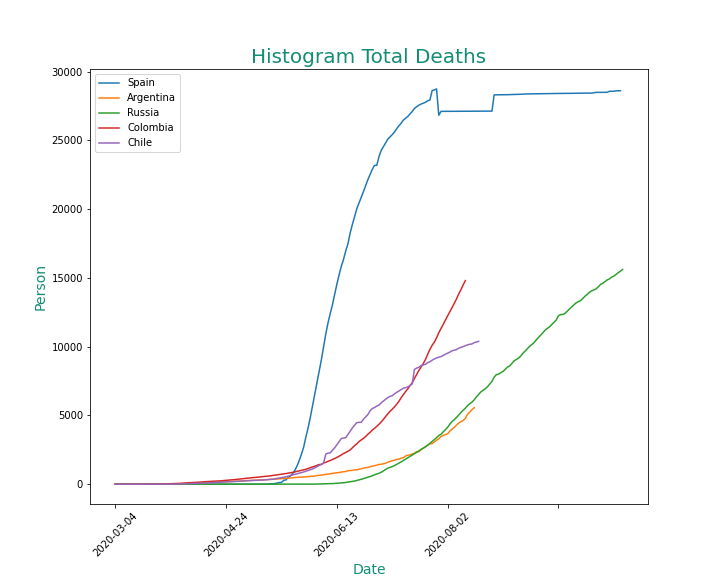 Histogram Total Deaths
Spain
Argentina
Russia
Colombia
Chile
30000
25000
20000
15000
10000
5000
0
Person
2020-03-04
2020-04-24
2020-06-13
2020-08-02
Date